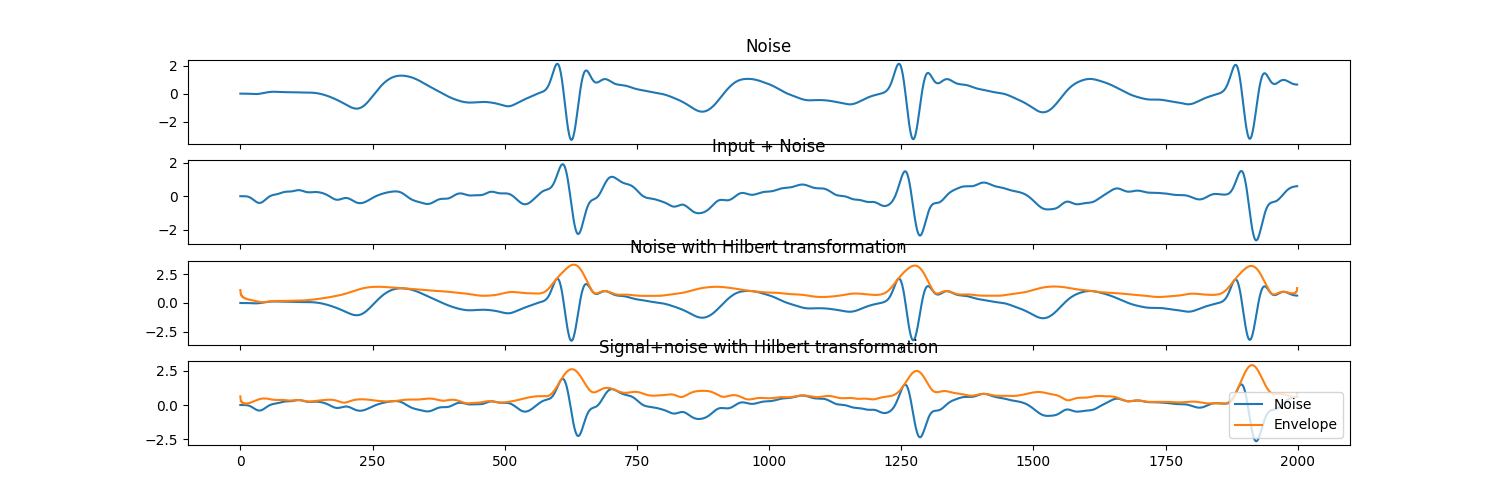 Noise
2
0
−2
Input + Noise
2
0
−2
Noise with Hilbert transformation
2.5
0.0
−2.5
Signal+noise with Hilbert transformation
2.5
0.0
−2.5
Noise
Envelope
0 250 500 750 1000 1250 1500 1750 2000